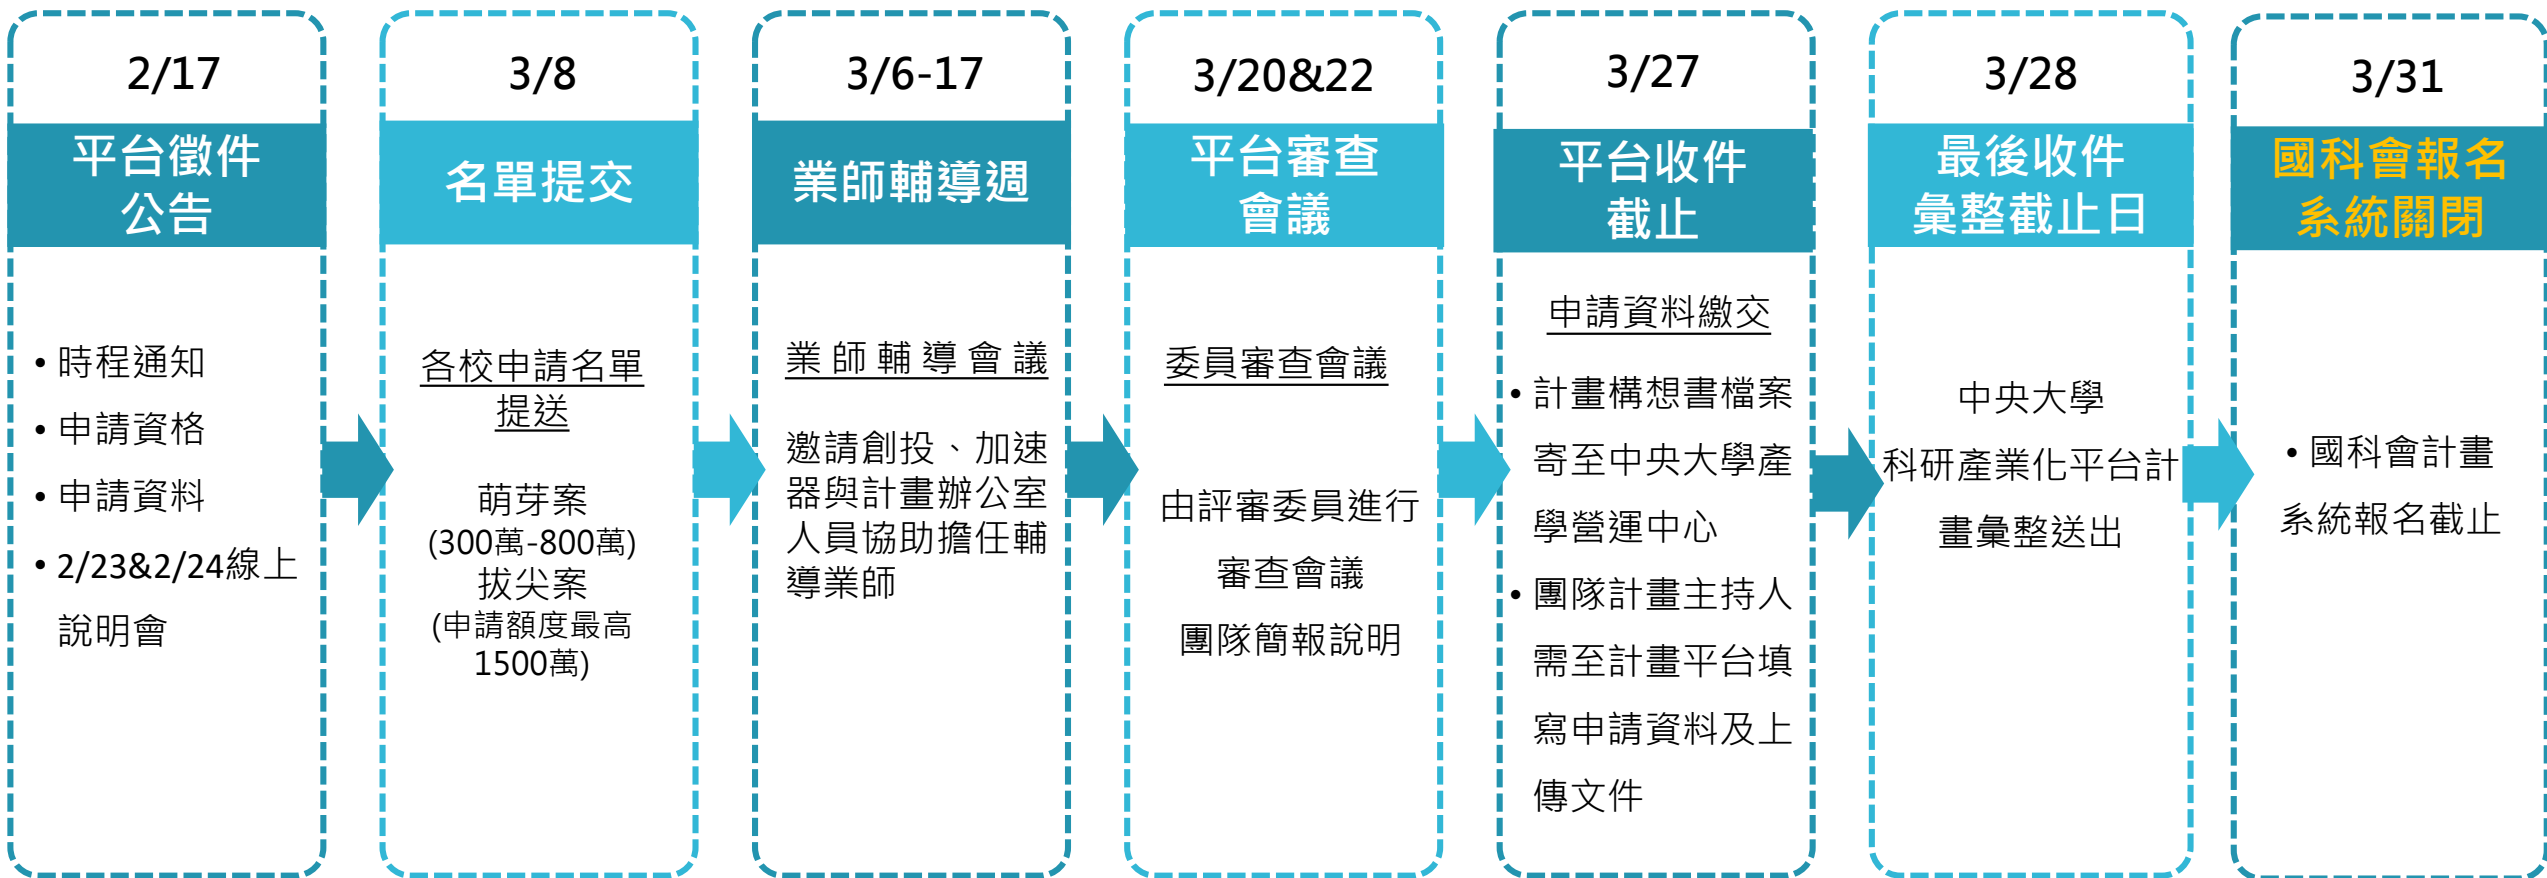 2/17
平台徵件
公告
• 時程通知
• 申請資格
• 申請資料
• 2/23&2/24線上
說明會
3/8
名單提交
各校申請名單
提送
萌芽案
(300萬-800萬)
拔尖案
(申請額度最高
1500萬)
3/6-17
業師輔導週
業師輔導會議
邀請創投、加速
器與計畫辦公室
人員協助擔任輔
導業師
3/20&22
平台審查
會議
委員審查會議
由評審委員進行
審查會議
團隊簡報說明
3/27
平台收件
截止
申請資料繳交
• 計畫構想書檔案
寄至中央大學產
學營運中心
• 團隊計畫主持人
需至計畫平台填
寫申請資料及上
傳文件
3/28
最後收件
彙整截止日
中央大學
科研產業化平台計
畫彙整送出
3/31
國科會報名
系統關閉
• 國科會計畫
系統報名截止